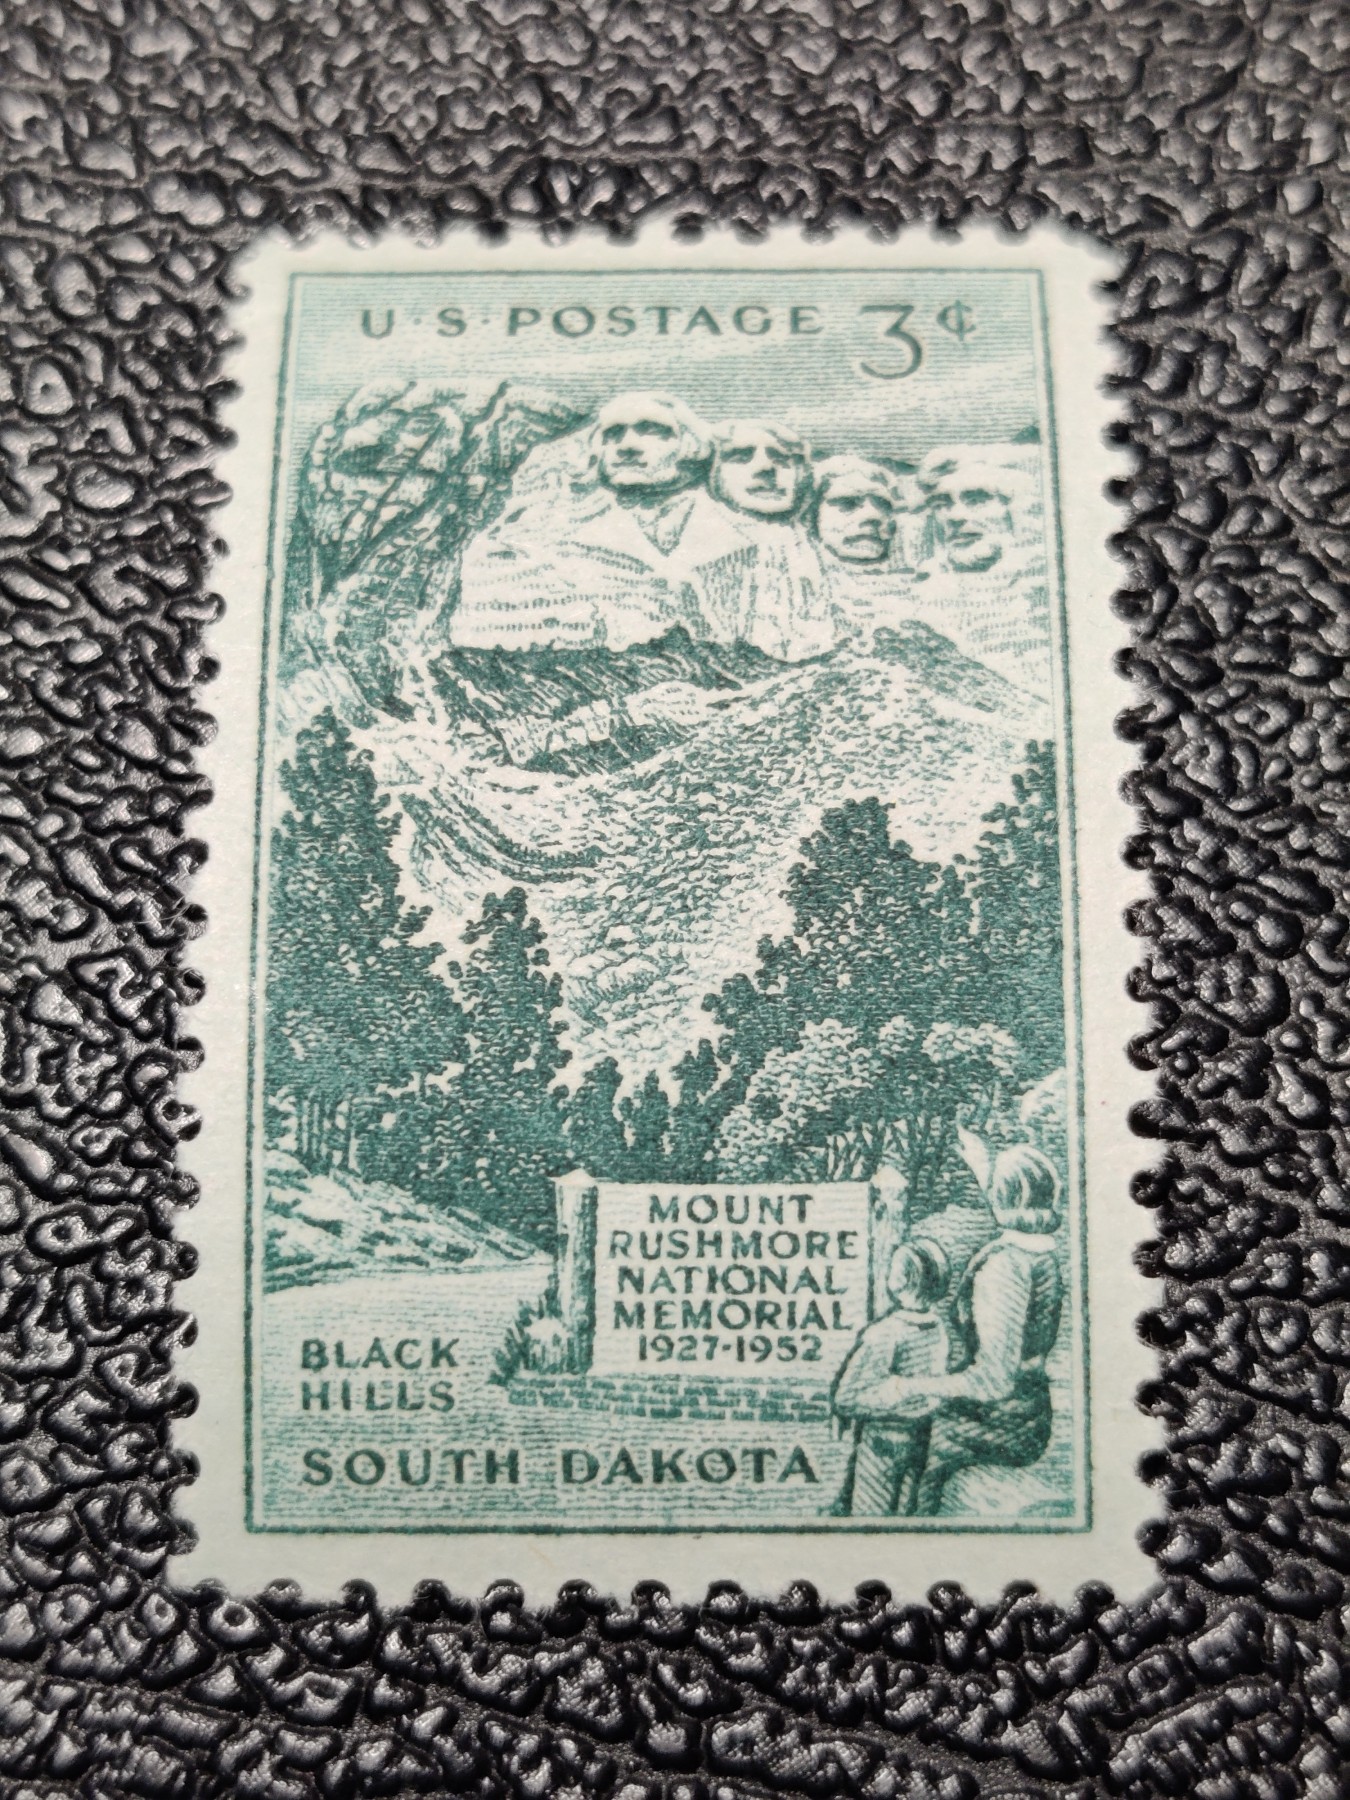 U·S·POSTAGE 3¢
MOUNT
RUSHMORE
NATIONAL
MEMORIAL
1927-1952
BLACK
HILLS
SOUTH DAKOTA